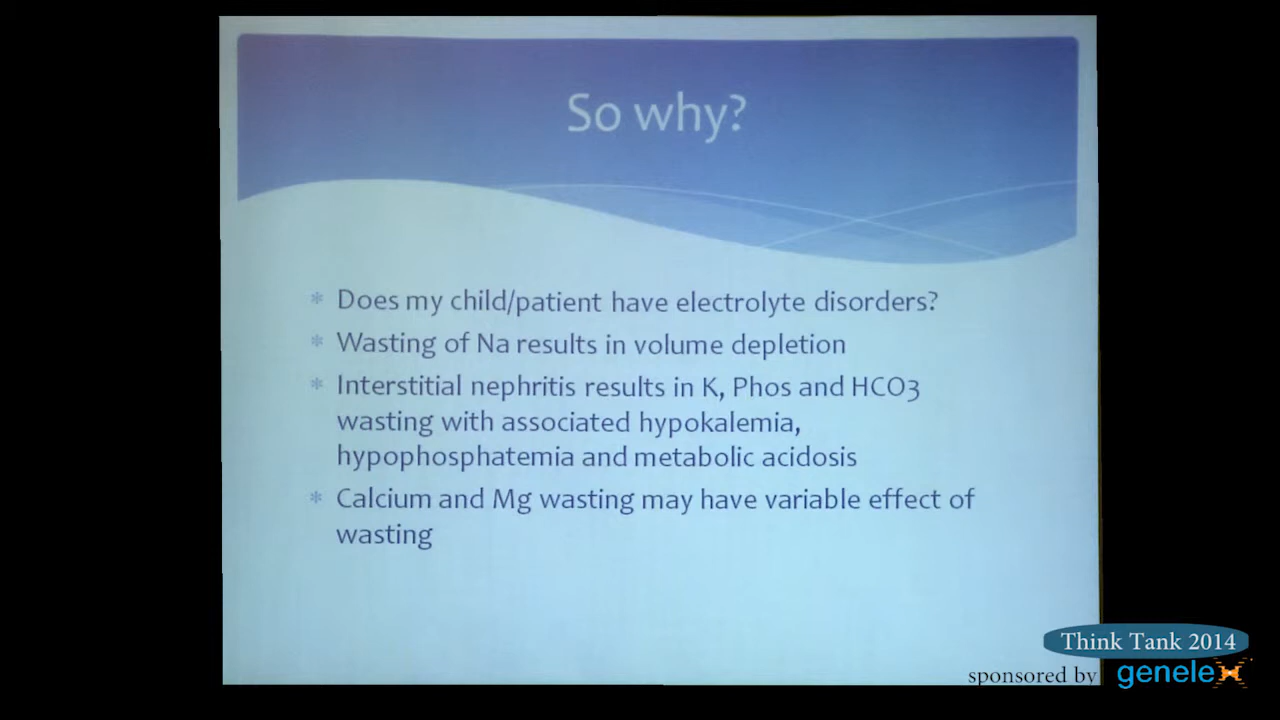 So why?
* Does my child/patient have electrolyte disorders?
* Wasting of Na results in volume depletion
* Interstitial nephritis results in K, Phos and HCO3
wasting with associated hypokalemia,
hypophosphatemia and metabolic acidosis
* Calcium and Mg wasting may have variable effect of
wasting
Think Tank 2014
sponsored by genelex